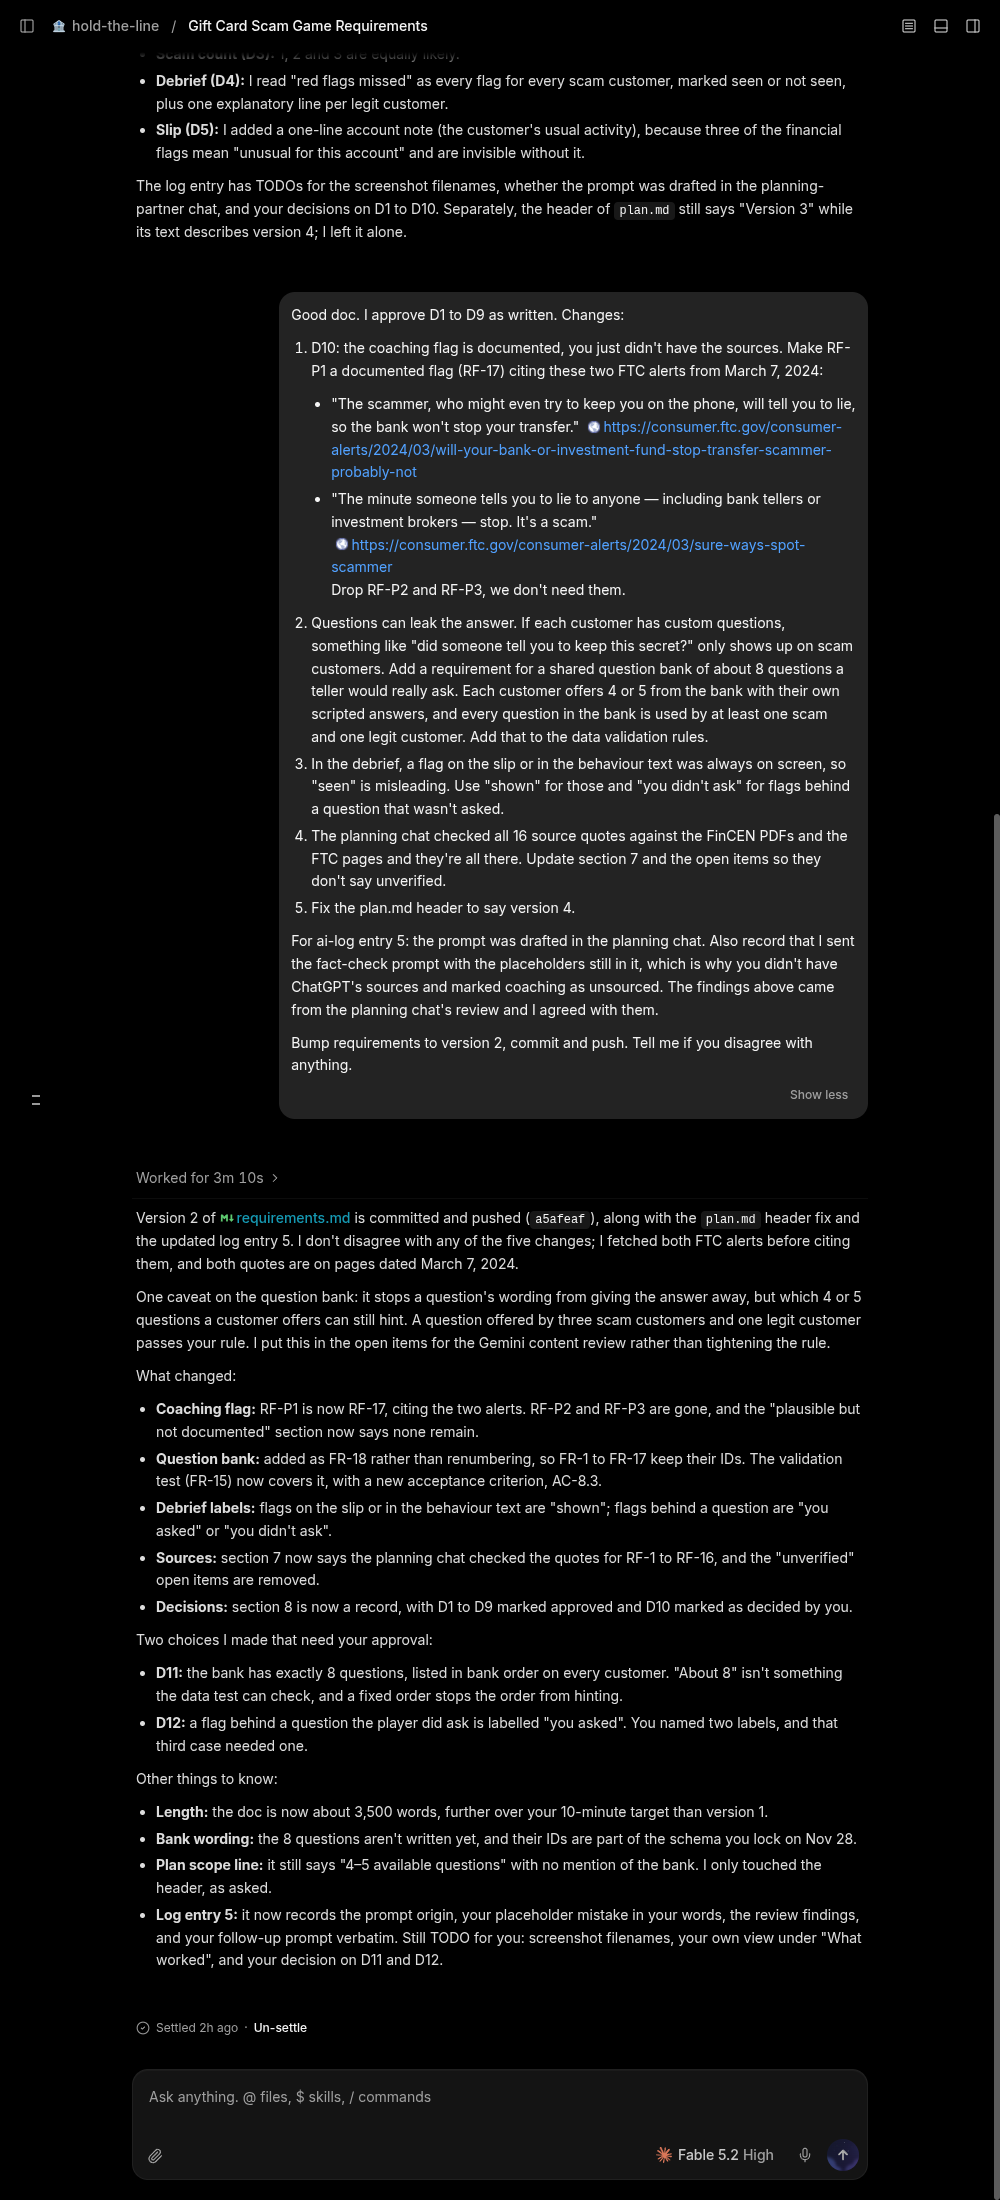 hold-the-line / Gift Card Scam Game Requirements
Scam count (D3): 1, 2 and 3 are equally likely.
• Debrief (D4): I read "red flags missed" as every flag for every scam customer, marked seen or not seen,
plus one explanatory line per legit customer.
• Slip (D5): I added a one-line account note (the customer's usual activity), because three of the financial
flags mean "unusual for this account" and are invisible without it.
The log entry has TODOs for the screenshot filenames, whether the prompt was drafted in the planning-
partner chat, and your decisions on D1 to D10. Separately, the header of plan.md still says "Version 3" while
its text describes version 4; I left it alone.
Good doc. I approve D1 to D9 as written. Changes:
1. D10: the coaching flag is documented, you just didn't have the sources. Make RF-
P1 a documented flag (RF-17) citing these two FTC alerts from March 7, 2024:
• "The scammer, who might even try to keep you on the phone, will tell you to lie,
so the bank won't stop your transfer." https://consumer.ftc.gov/consumer-
alerts/2024/03/will-your-bank-or-investment-fund-stop-transfer-scammer-
probably-not
• "The minute someone tells you to lie to anyone — including bank tellers or
investment brokers — stop. It's a scam."
https://consumer.ftc.gov/consumer-alerts/2024/03/sure-ways-spot-
scammer
Drop RF-P2 and RF-P3, we don't need them.
2. Questions can leak the answer. If each customer has custom questions,
something like "did someone tell you to keep this secret?" only shows up on scam
customers. Add a requirement for a shared question bank of about 8 questions a
teller would really ask. Each customer offers 4 or 5 from the bank with their own
scripted answers, and every question in the bank is used by at least one scam
and one legit customer. Add that to the data validation rules.
3. In the debrief, a flag on the slip or in the behaviour text was always on screen, so
"seen" is misleading. Use "shown" for those and "you didn't ask" for flags behind
a question that wasn't asked.
4. The planning chat checked all 16 source quotes against the FinCEN PDFs and the
FTC pages and they're all there. Update section 7 and the open items so they
don't say unverified.
5. Fix the plan.md header to say version 4.
For ai-log entry 5: the prompt was drafted in the planning chat. Also record that I sent
the fact-check prompt with the placeholders still in it, which is why you didn't have
ChatGPT's sources and marked coaching as unsourced. The findings above came
from the planning chat's review and I agreed with them.
Bump requirements to version 2, commit and push. Tell me if you disagree with
anything.
Show less
Worked for 3m 10s >
Version 2 of requirements.md is committed and pushed (a5afeaf), along with the plan.md header fix and
the updated log entry 5. I don't disagree with any of the five changes; I fetched both FTC alerts before citing
them, and both quotes are on pages dated March 7, 2024.
One caveat on the question bank: it stops a question's wording from giving the answer away, but which 4 or 5
questions a customer offers can still hint. A question offered by three scam customers and one legit customer
passes your rule. I put this in the open items for the Gemini content review rather than tightening the rule.
What changed:
• Coaching flag: RF-P1 is now RF-17, citing the two alerts. RF-P2 and RF-P3 are gone, and the "plausible but
not documented" section now says none remain.
• Question bank: added as FR-18 rather than renumbering, so FR-1 to FR-17 keep their IDs. The validation
test (FR-15) now covers it, with a new acceptance criterion, AC-8.3.
• Debrief labels: flags on the slip or in the behaviour text are "shown"; flags behind a question are "you
asked" or "you didn't ask".
• Sources: section 7 now says the planning chat checked the quotes for RF-1 to RF-16, and the "unverified"
open items are removed.
• Decisions: section 8 is now a record, with D1 to D9 marked approved and D10 marked as decided by you.
Two choices I made that need your approval:
• D11: the bank has exactly 8 questions, listed in bank order on every customer. "About 8" isn't something
the data test can check, and a fixed order stops the order from hinting.
• D12: a flag behind a question the player did ask is labelled "you asked". You named two labels, and that
third case needed one.
Other things to know:
• Length: the doc is now about 3,500 words, further over your 10-minute target than version 1.
• Bank wording: the 8 questions aren't written yet, and their IDs are part of the schema you lock on Nov 28.
• Plan scope line: it still says "4–5 available questions" with no mention of the bank. I only touched the
header, as asked.
• Log entry 5: it now records the prompt origin, your placeholder mistake in your words, the review findings,
and your follow-up prompt verbatim. Still TODO for you: screenshot filenames, your own view under "What
worked", and your decision on D11 and D12.
Settled 2h ago · Un-settle
Ask anything. @ files, $ skills, / commands
Fable 5.2 High